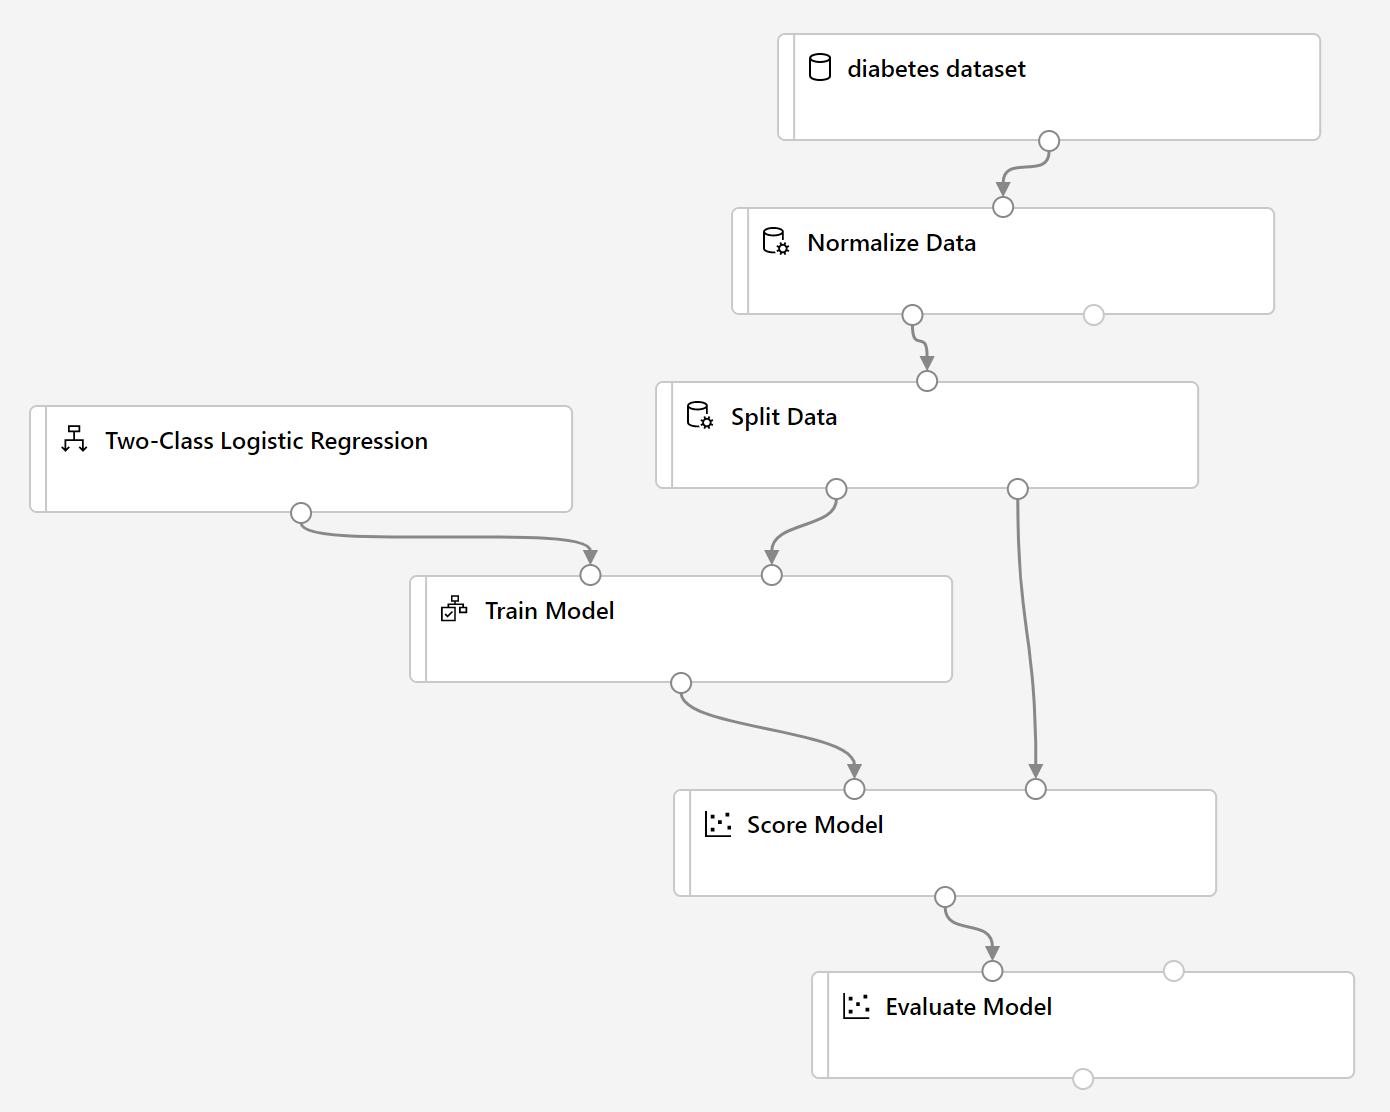 diabetes dataset
Normalize Data
Split Data
Two-Class Logistic Regression
Train Model
Score Model
Evaluate Model